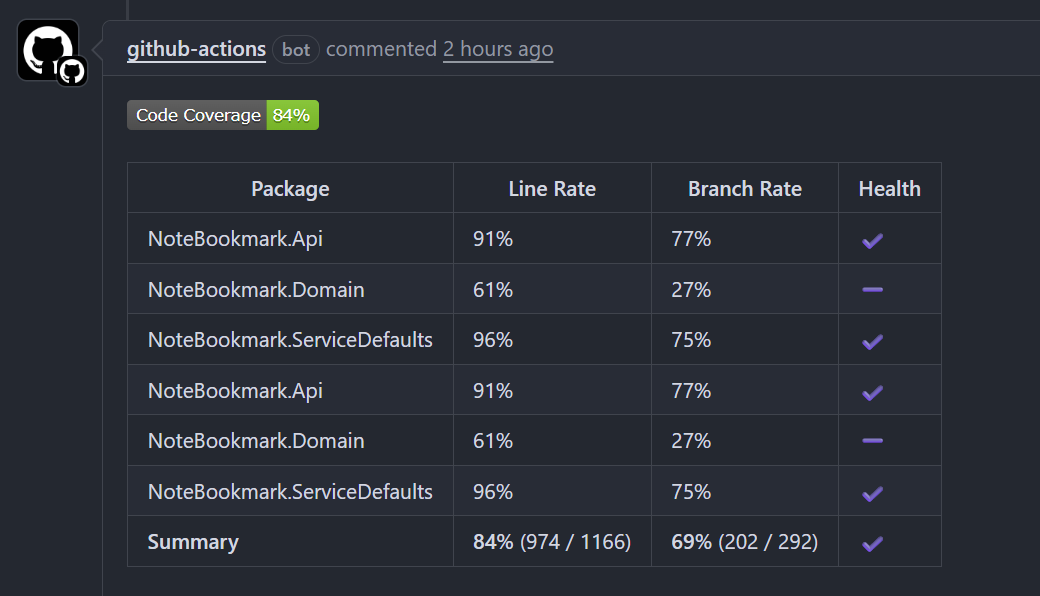 github-actions bot commented 2 hours ago
Code Coverage 84%
Package Line Rate Branch Rate Health
NoteBookmark.Api 91% 77% ✔
NoteBookmark.Domain 61% 27% ➖
NoteBookmark.ServiceDefaults 96% 75% ✔
NoteBookmark.Api 91% 77% ✔
NoteBookmark.Domain 61% 27% ➖
NoteBookmark.ServiceDefaults 96% 75% ✔
Summary 84% (974 / 1166) 69% (202 / 292) ✔